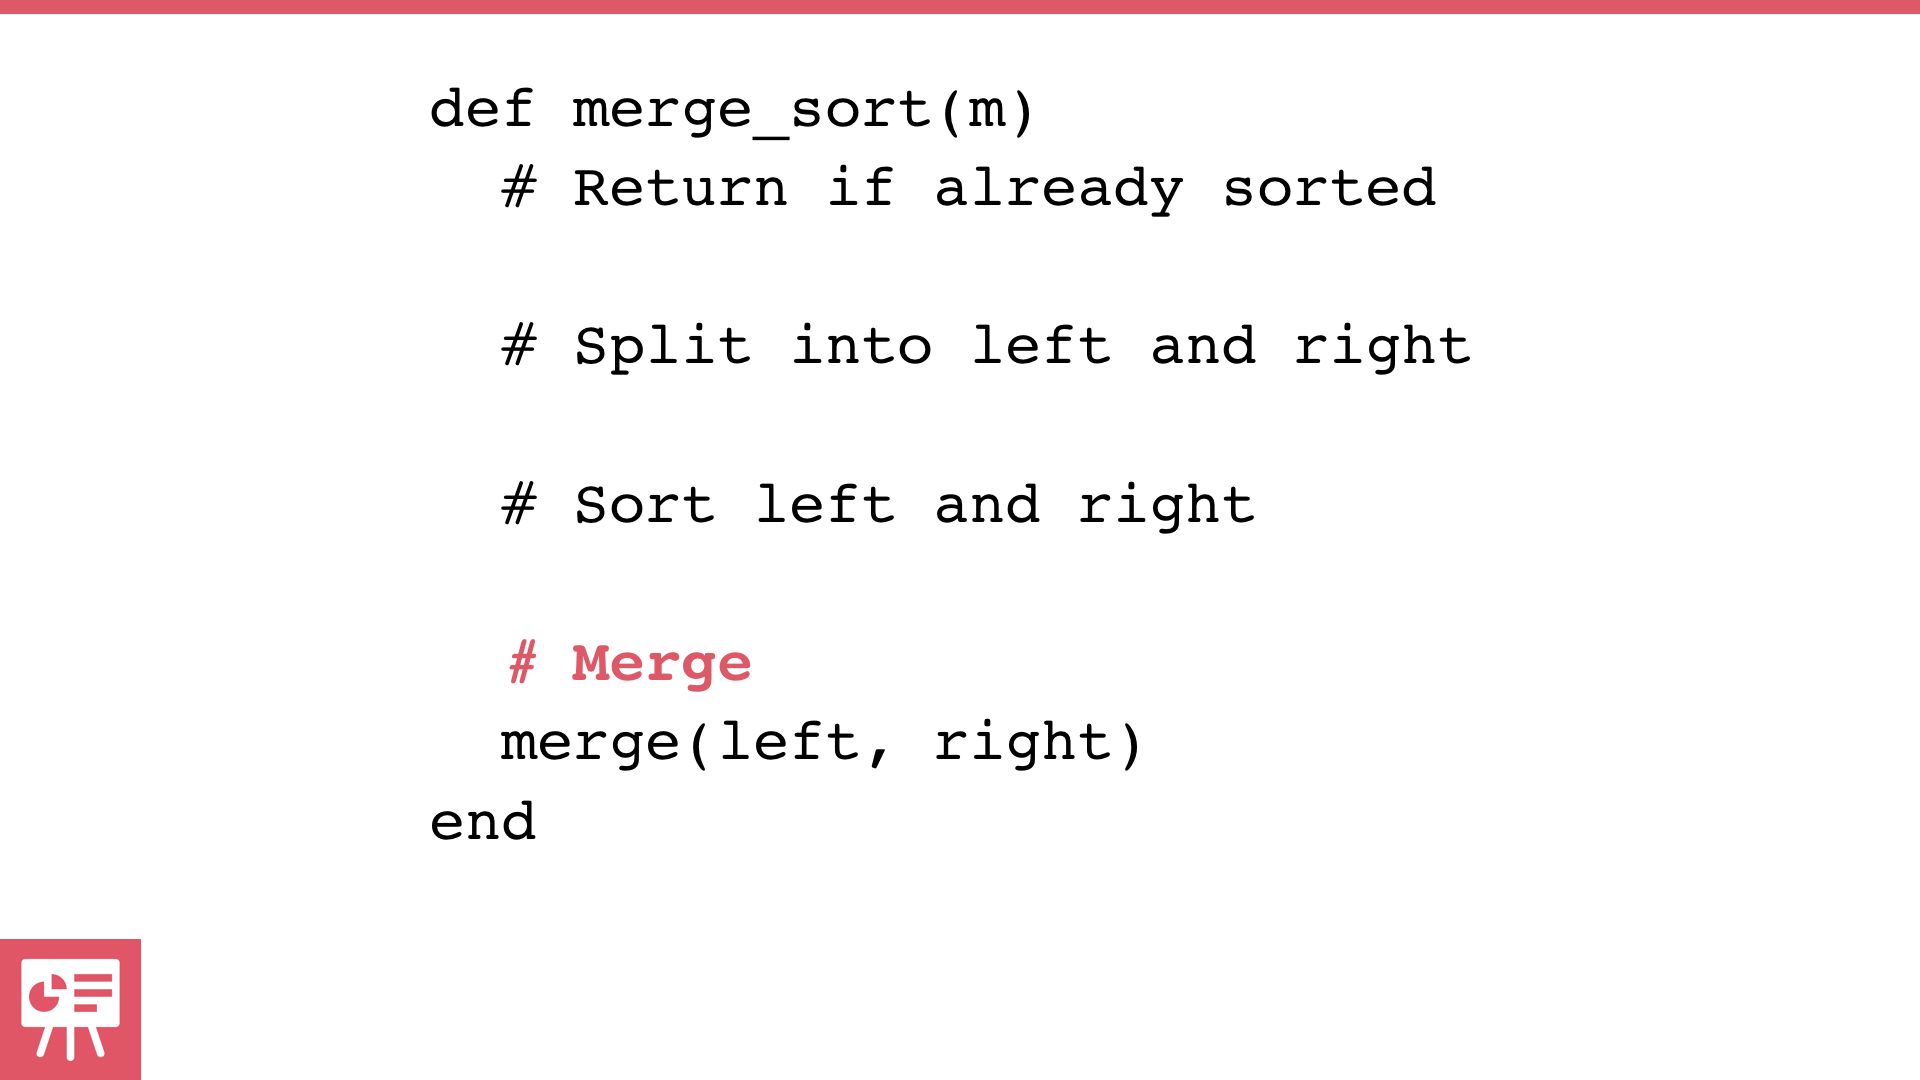 def merge_sort(m)
# Return if already sorted
# Split into left and right
# Sort left and right
# Merge
merge(left, right)
end